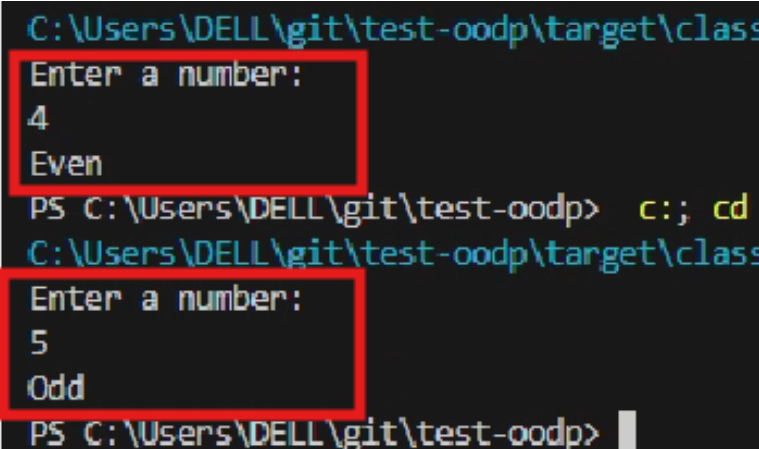 C:\Users\DELL\git\test-oodp\target\class
Enter a number:
4
Even
PS C:\Users\DELL\git\test-oodp>  c:; cd
C:\Users\DELL\git\test-oodp\target\class
Enter a number:
5
Odd
PS C:\Users\DELL\git\test-oodp>